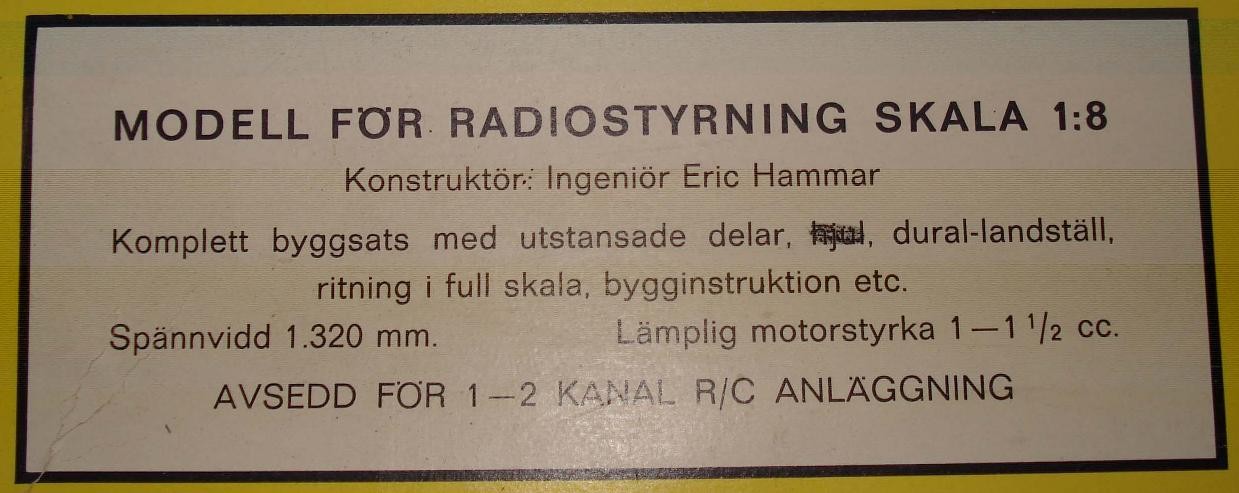 MODELL FÖR RADIOSTYRNING SKALA 1:8
Konstruktör: Ingeniör Eric Hammar
Komplett byggsats med utstansade delar, hjul, dural-landställ,
ritning i full skala, bygginstruktion etc.
Spännvidd 1.320 mm. Lämplig motorstyrka 1—1 1/2 cc.
AVSEDD FÖR 1—2 KANAL R/C ANLÄGGNING